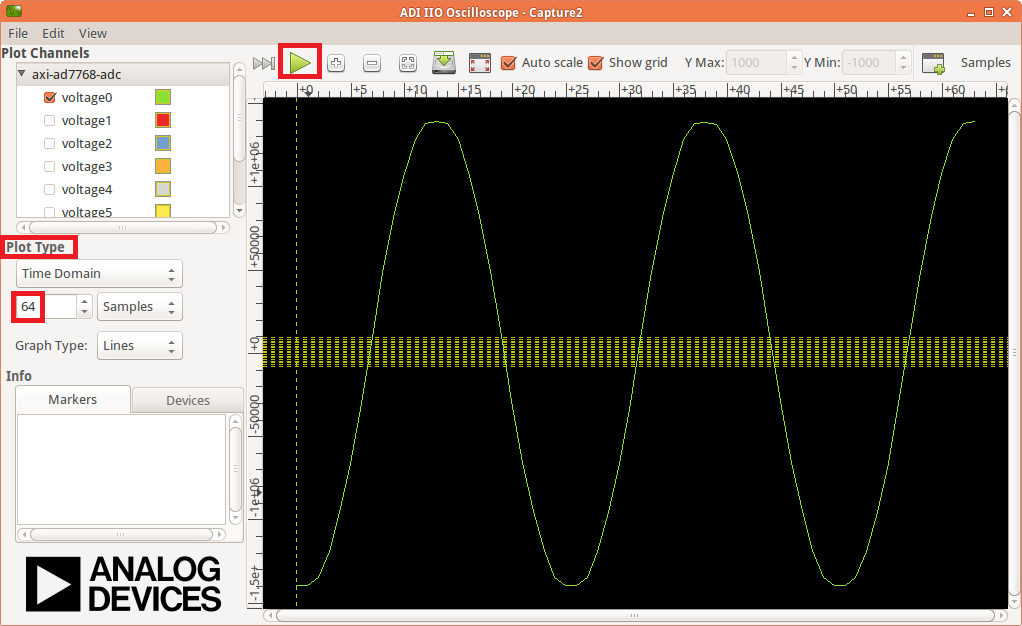 ADI IIO Oscilloscope - Capture2
File Edit View
Plot Channels
axi-ad7768-adc
voltage0
voltage1
voltage2
voltage3
voltage4
voltage5
Plot Type
Time Domain
64 Samples
Graph Type: Lines
Info
Markers Devices
ANALOG
DEVICES
Auto scale Show grid Y Max: 1000 Y Min: -1000 Samples
+0 +5 +10 +15 +20 +25 +30 +35 +40 +45 +50 +55 +60
+1e+06
+50000
+0
-50000
-1e+06
-1.5e+